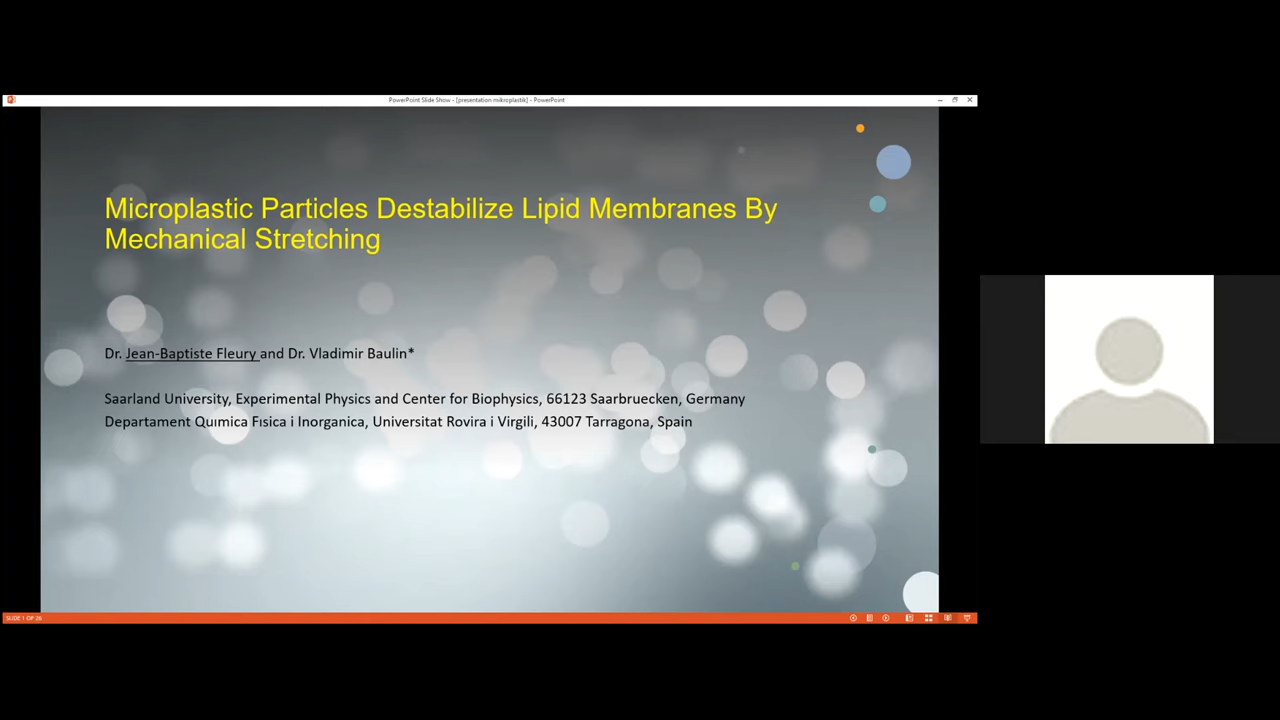 PowerPoint Slide Show - [presentation mikroplastik] - PowerPoint
Microplastic Particles Destabilize Lipid Membranes By
Mechanical Stretching
Dr. Jean-Baptiste Fleury and Dr. Vladimir Baulin*
Saarland University, Experimental Physics and Center for Biophysics, 66123 Saarbruecken, Germany
Departament Quımica Fısica i Inorganica, Universitat Rovira i Virgili, 43007 Tarragona, Spain
SLIDE 1 OF 26